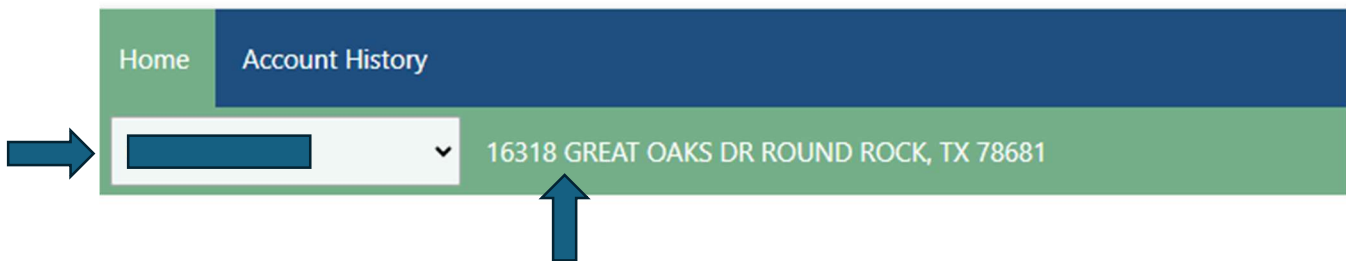 Home Account History
16318 GREAT OAKS DR ROUND ROCK, TX 78681